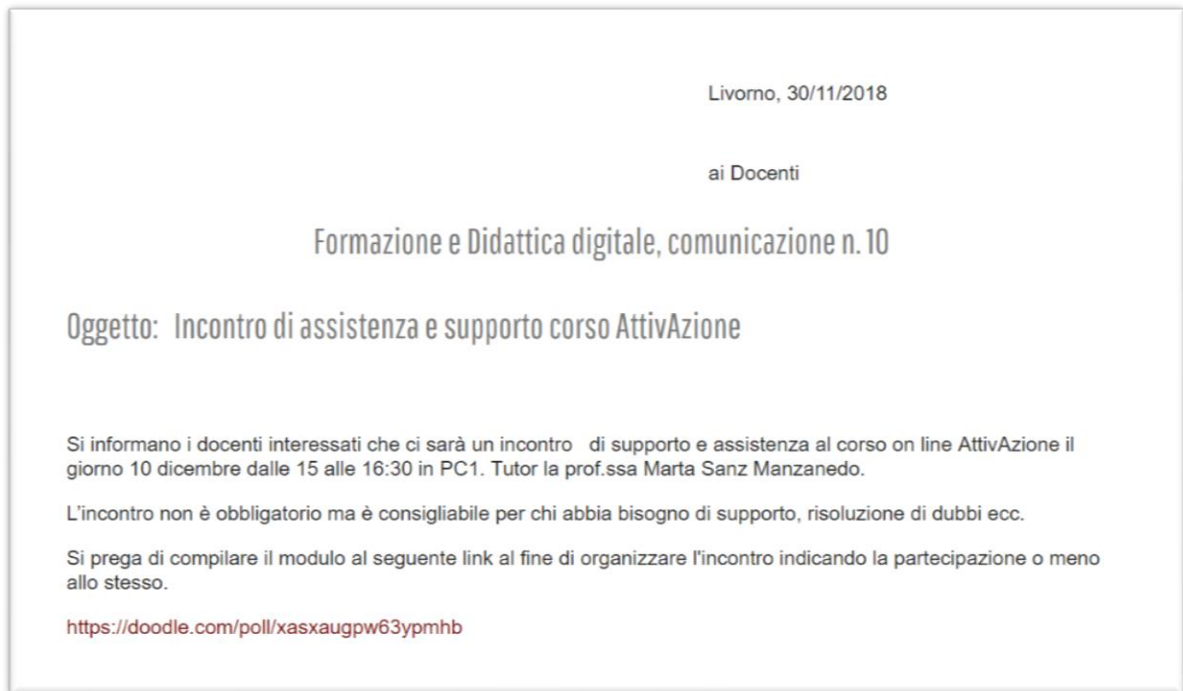 Livorno, 30/11/2018
ai Docenti
Formazione e Didattica digitale, comunicazione n. 10
Oggetto: Incontro di assistenza e supporto corso AttivAzione
Si informano i docenti interessati che ci sarà un incontro di supporto e assistenza al corso on line AttivAzione il
giorno 10 dicembre dalle 15 alle 16:30 in PC1. Tutor la prof.ssa Marta Sanz Manzanedo.
L'incontro non è obbligatorio ma è consigliabile per chi abbia bisogno di supporto, risoluzione di dubbi ecc.
Si prega di compilare il modulo al seguente link al fine di organizzare l'incontro indicando la partecipazione o meno
allo stesso.
https://doodle.com/poll/xasxaugpw63ypmhb